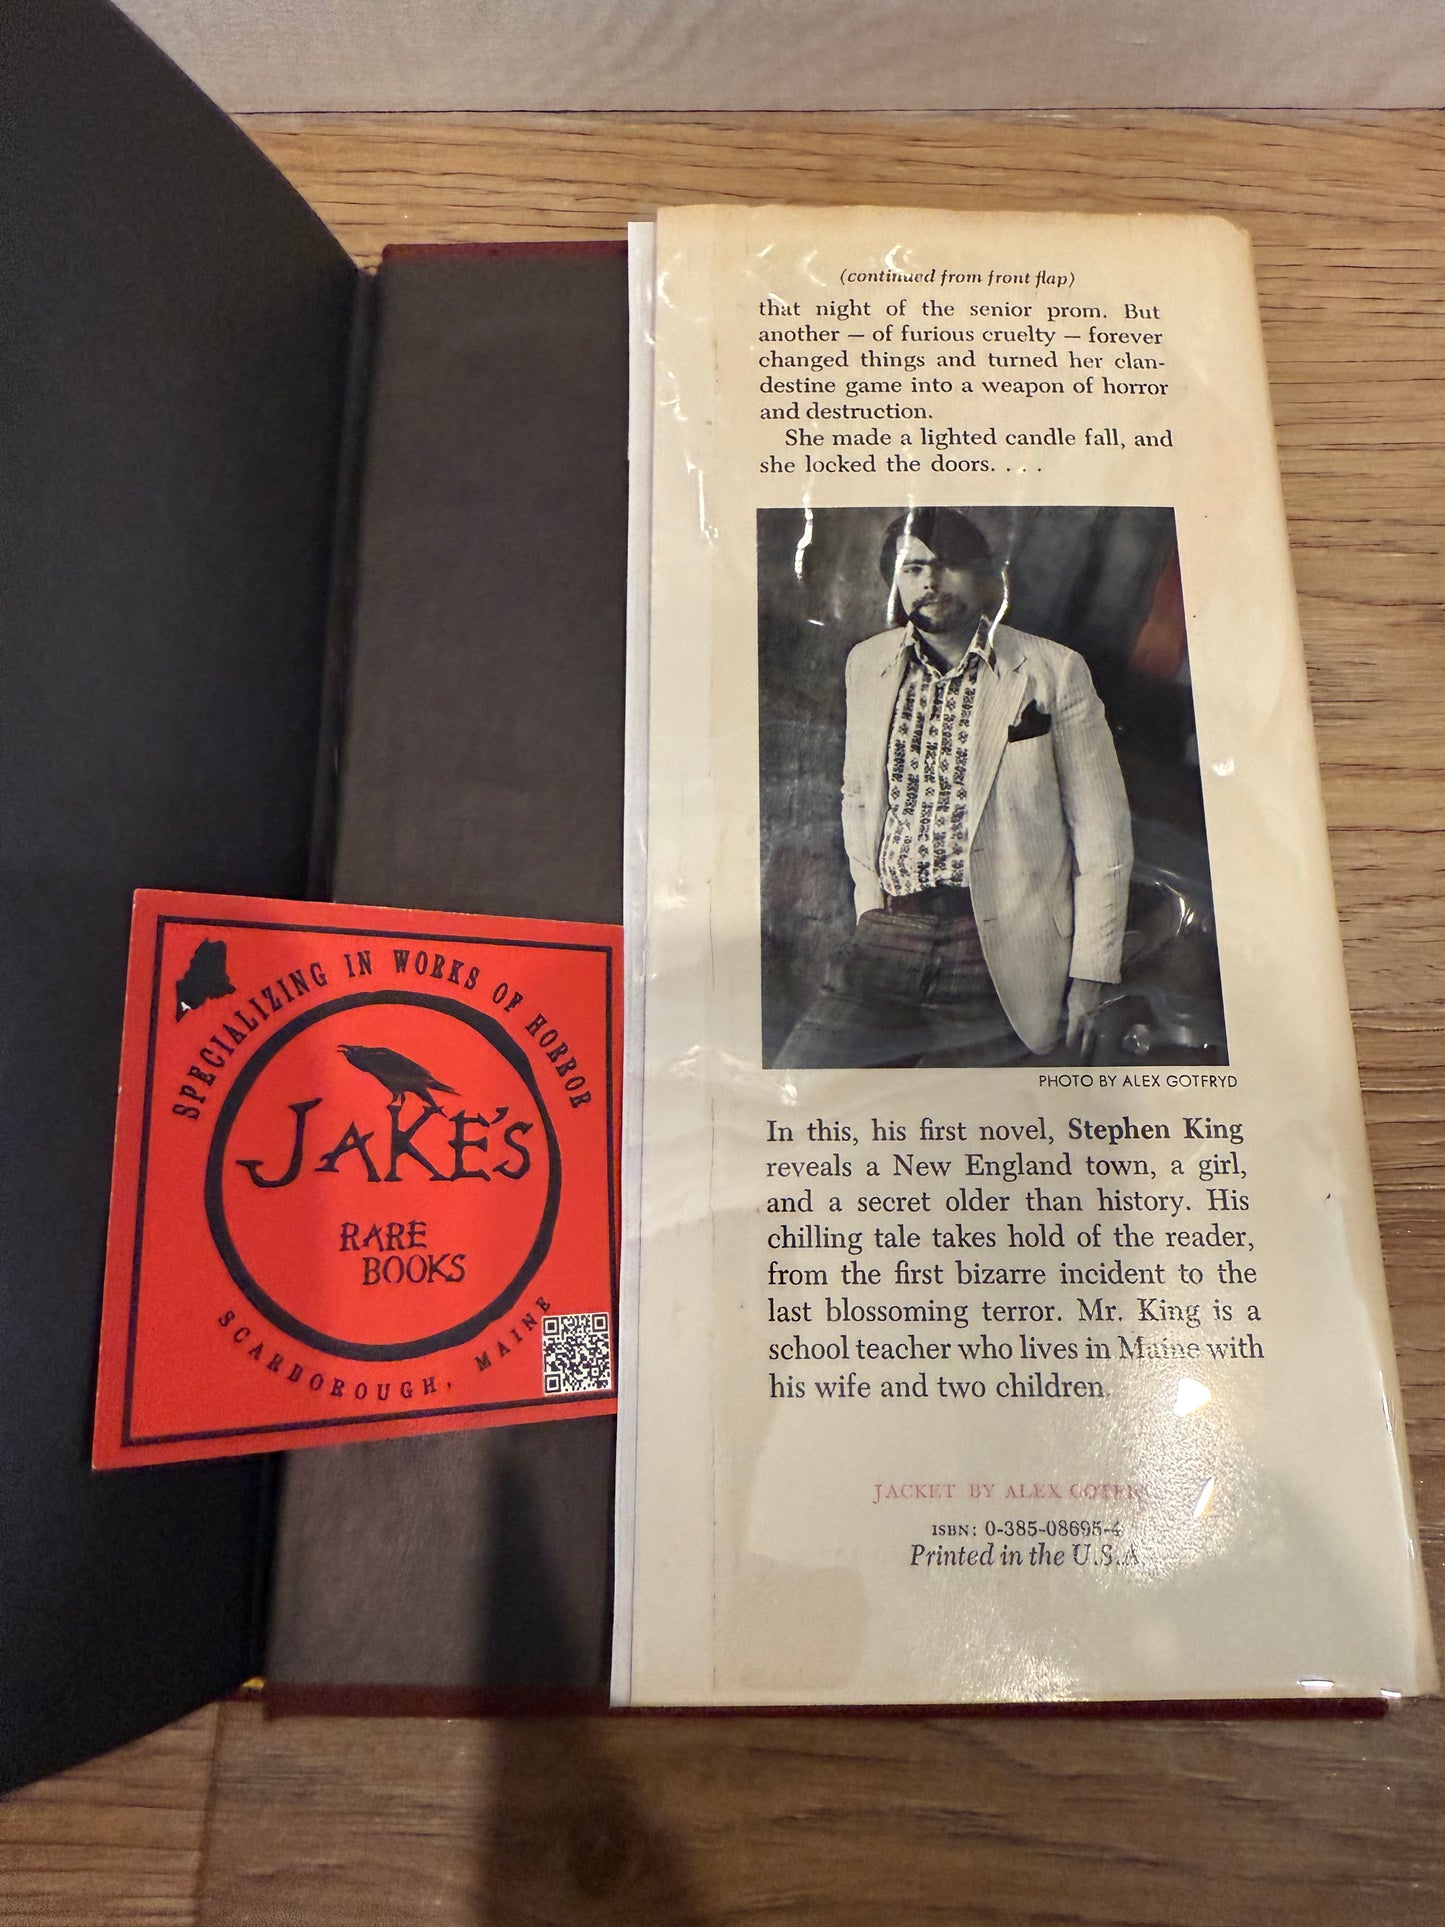 (continued from front flap)
that night of the senior prom. But
another — of furious cruelty — forever
changed things and turned her clan-
destine game into a weapon of horror
and destruction.
She made a lighted candle fall, and
she locked the doors. . . .
PHOTO BY ALEX GOTFRYD
In this, his first novel, Stephen King
reveals a New England town, a girl,
and a secret older than history. His
chilling tale takes hold of the reader,
from the first bizarre incident to the
last blossoming terror. Mr. King is a
school teacher who lives in Maine with
his wife and two children.
JACKET BY ALEX
ISBN: 0-385-08695-4
Printed in the U.S.A
SPECIALIZING IN WORKS OF HORROR
JAKE'S
RARE
BOOKS
SCARBOROUGH, MAINE